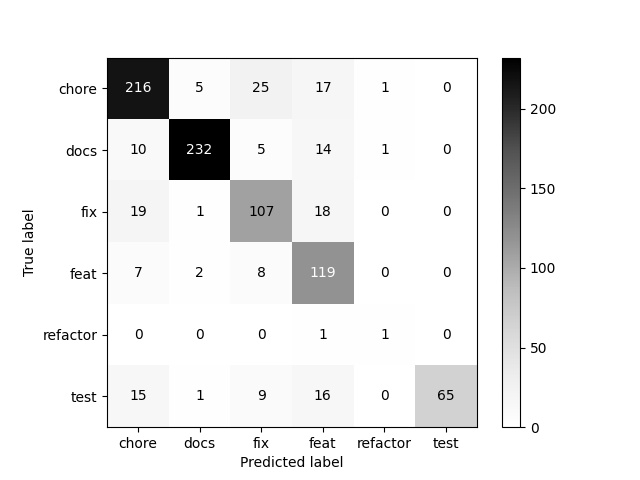 chore 216 5 25 17 1 0
docs 10 232 5 14 1 0
fix 19 1 107 18 0 0
feat 7 2 8 119 0 0
refactor 0 0 0 1 1 0
test 15 1 9 16 0 65
chore docs fix feat refactor test
Predicted label
True label
200
150
100
50
0